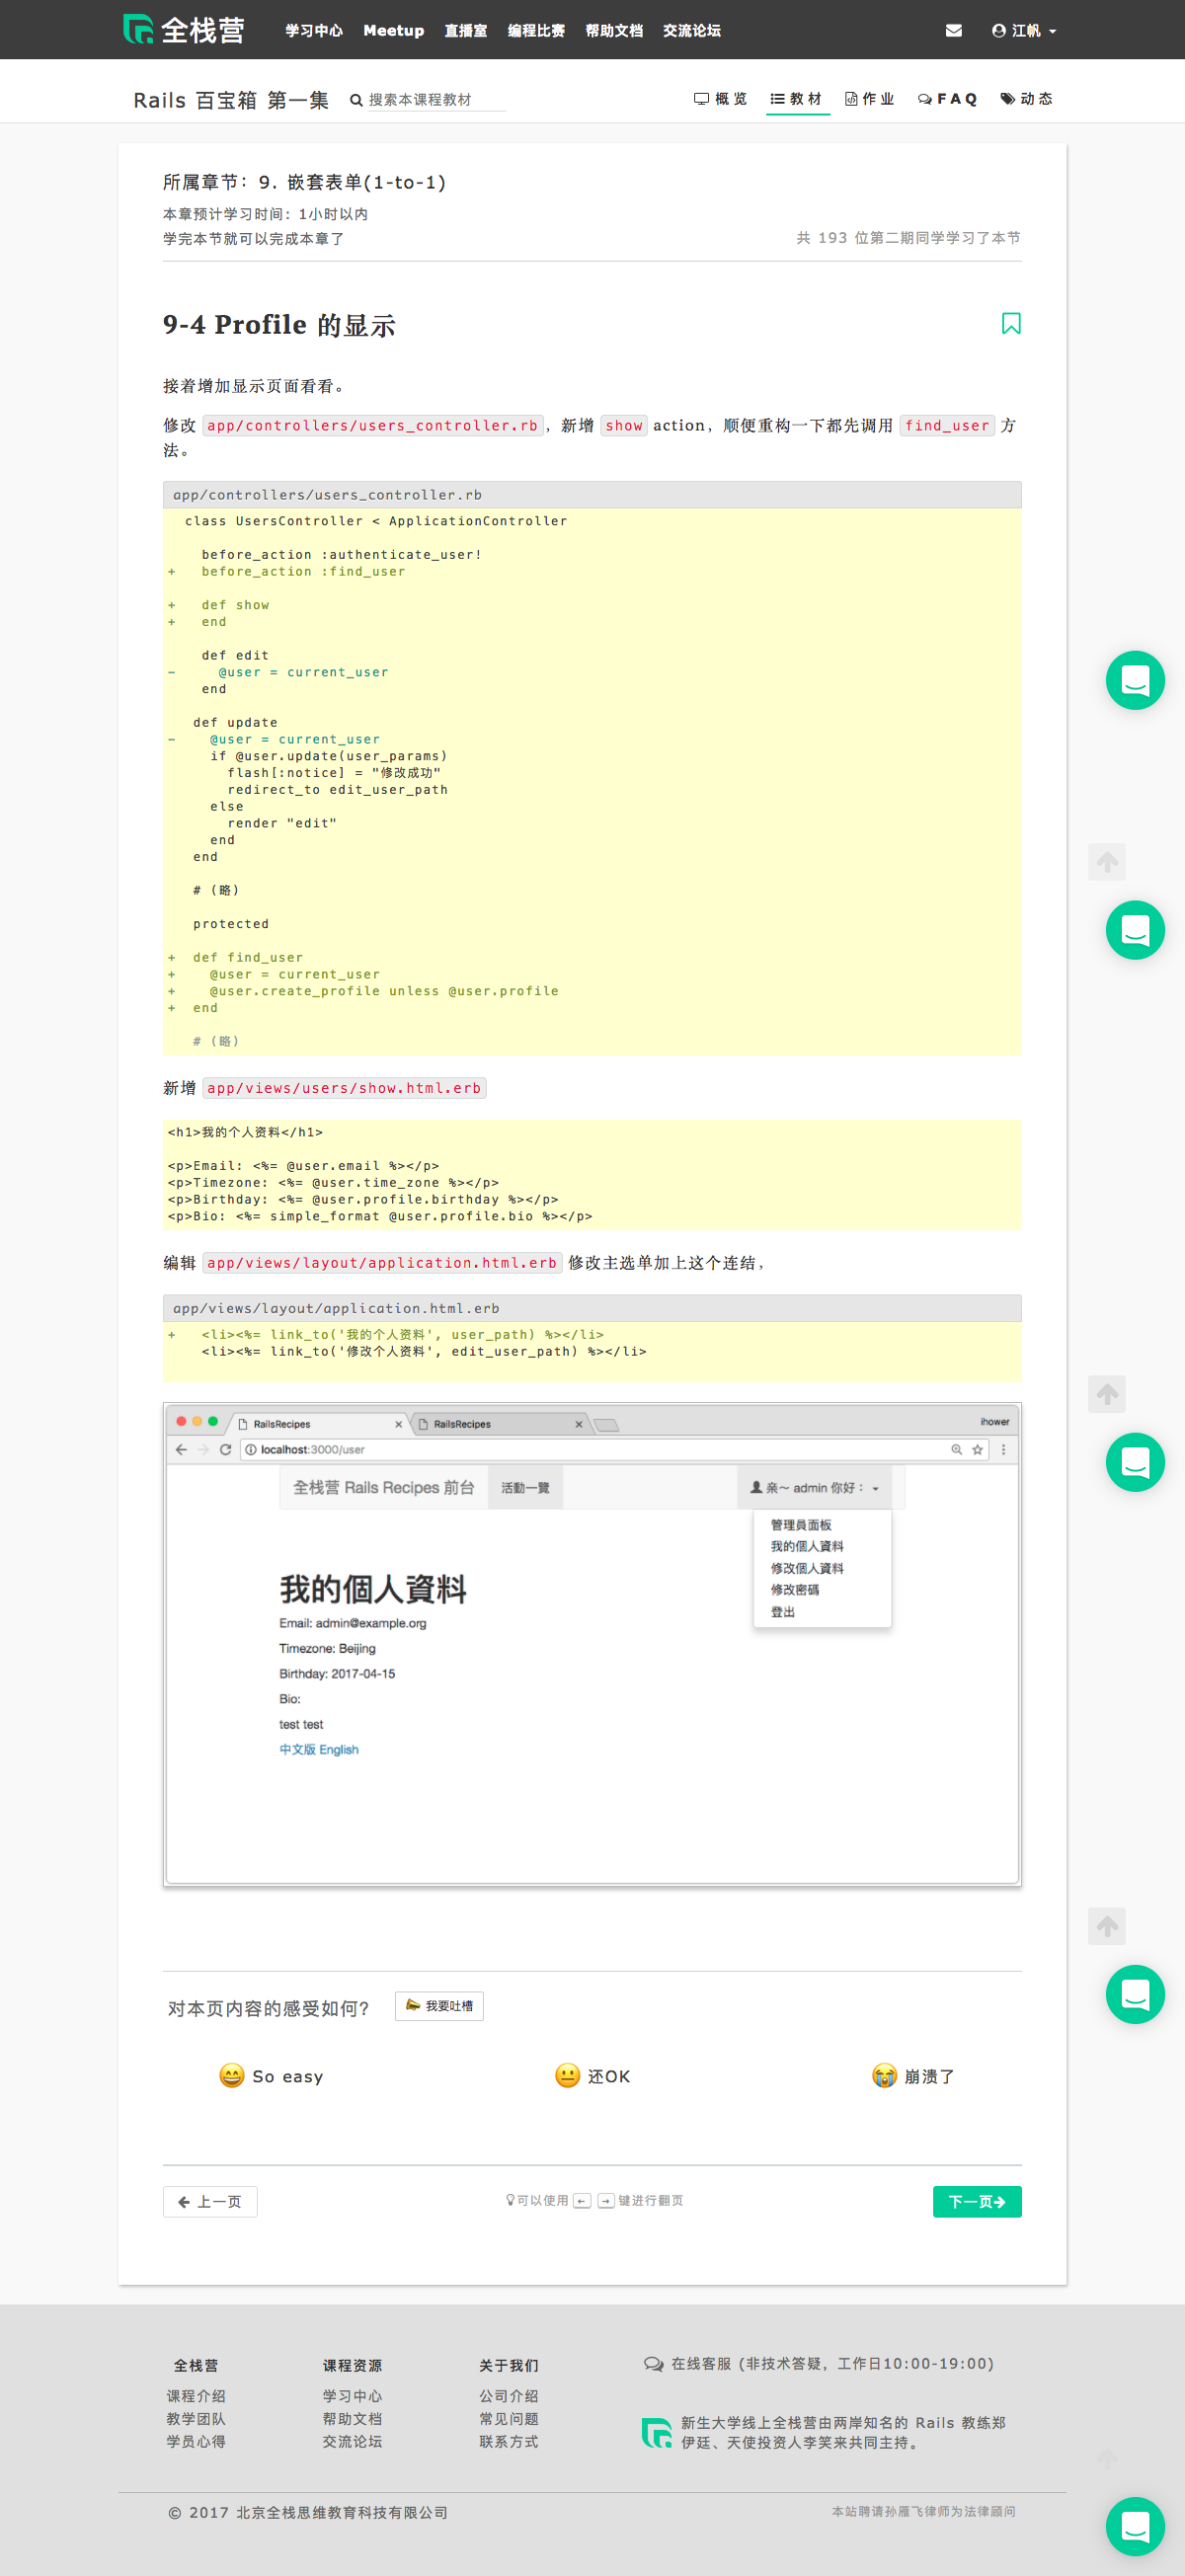 全栈营 学习中心 Meetup 直播室 编程比赛 帮助文档 交流论坛 江帆
Rails 百宝箱 第一集 搜索本课程教材 概览 教材 作业 FAQ 动态
所属章节：9. 嵌套表单(1-to-1)
本章预计学习时间：1小时以内
学完本节就可以完成本章了 共 193 位第二期同学学习了本节
9-4 Profile 的显示
接着增加显示页面看看。
修改 app/controllers/users_controller.rb，新增 show action，顺便重构一下都先调用 find_user 方
法。
app/controllers/users_controller.rb
  class UsersController < ApplicationController
    before_action :authenticate_user!
+   before_action :find_user
+   def show
+   end
    def edit
-     @user = current_user
    end
   def update
-    @user = current_user
     if @user.update(user_params)
       flash[:notice] = "修改成功"
       redirect_to edit_user_path
     else
       render "edit"
     end
   end
   # (略)
   protected
+  def find_user
+    @user = current_user
+    @user.create_profile unless @user.profile
+  end
   # (略)
新增 app/views/users/show.html.erb
<h1>我的个人资料</h1>
<p>Email: <%= @user.email %></p>
<p>Timezone: <%= @user.time_zone %></p>
<p>Birthday: <%= @user.profile.birthday %></p>
<p>Bio: <%= simple_format @user.profile.bio %></p>
编辑 app/views/layout/application.html.erb 修改主选单加上这个连结，
app/views/layout/application.html.erb
+   <li><%= link_to('我的个人资料', user_path) %></li>
    <li><%= link_to('修改个人资料', edit_user_path) %></li>
RailsRecipes × RailsRecipes × ihower
localhost:3000/user
全栈营 Rails Recipes 前台 活動一覽 亲～ admin 你好：
管理員面板
我的個人資料
修改個人資料
修改密碼
登出
我的個人資料
Email: admin@example.org
Timezone: Beijing
Birthday: 2017-04-15
Bio:
test test
中文版 English
对本页内容的感受如何? 我要吐槽
So easy 还OK 崩溃了
← 上一页 可以使用 ← → 键进行翻页 下一页→
全栈营 课程资源 关于我们 在线客服 (非技术答疑，工作日10:00-19:00)
课程介绍 学习中心 公司介绍
教学团队 帮助文档 常见问题
学员心得 交流论坛 联系方式
新生大学线上全栈营由两岸知名的 Rails 教练郑
伊廷、天使投资人李笑来共同主持。
© 2017 北京全栈思维教育科技有限公司 本站聘请孙雁飞律师为法律顾问